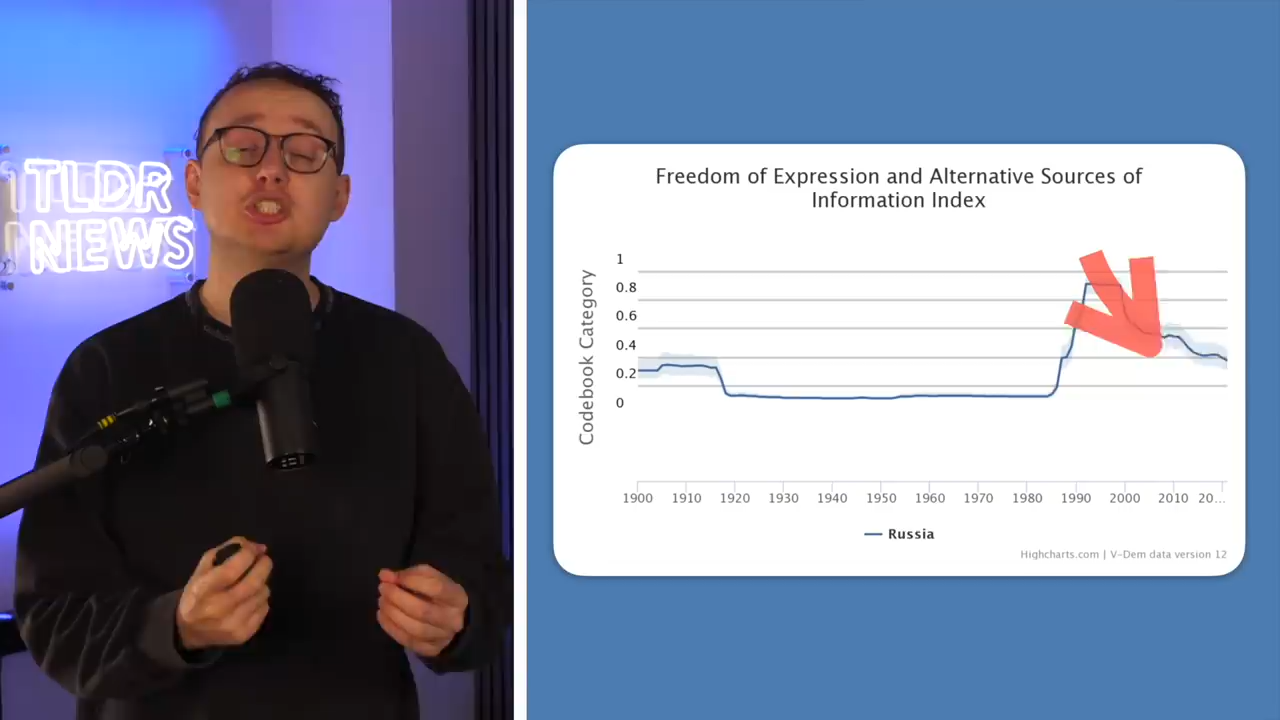 TLDR
NEWS
Freedom of Expression and Alternative Sources of
Information Index
Codebook Category
1
0.8
0.6
0.4
0.2
0
1900 1910 1920 1930 1940 1950 1960 1970 1980 1990 2000 2010 20...
Russia
Highcharts.com | V-Dem data version 12